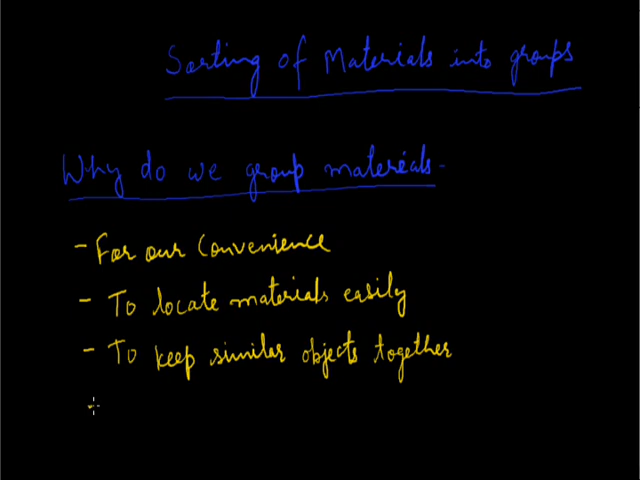 Sorting of Materials into groups
Why do we group materials-
- For our convenience
- To locate materials easily
- To keep similar objects together
-